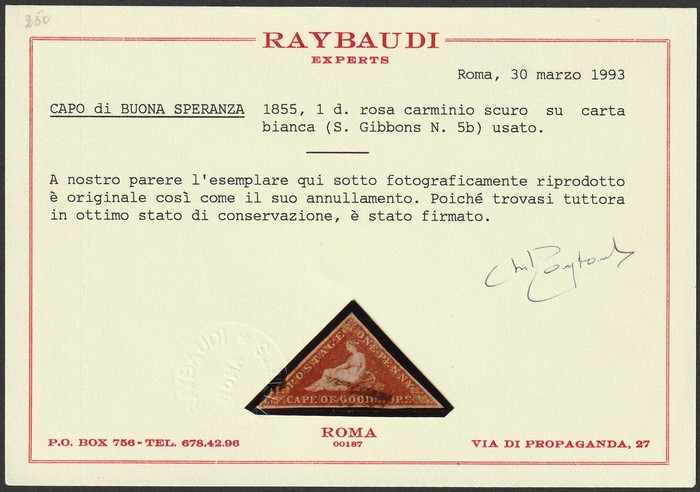 250
RAYBAUDI
EXPERTS
Roma, 30 marzo 1993
CAPO di BUONA SPERANZA 1855, 1 d. rosa carminio scuro su carta
bianca (S. Gibbons N. 5b) usato.
A nostro parere l'esemplare qui sotto fotograficamente riprodotto
è originale così come il suo annullamento. Poiché trovasi tuttora
in ottimo stato di conservazione, è stato firmato.
RAYBAUDI
ROMA
POSTAGE ONE PENNY
CAPE OF GOOD HOPE
P.O. BOX 756 - TEL. 678.42.96
ROMA
00187
VIA DI PROPAGANDA, 27